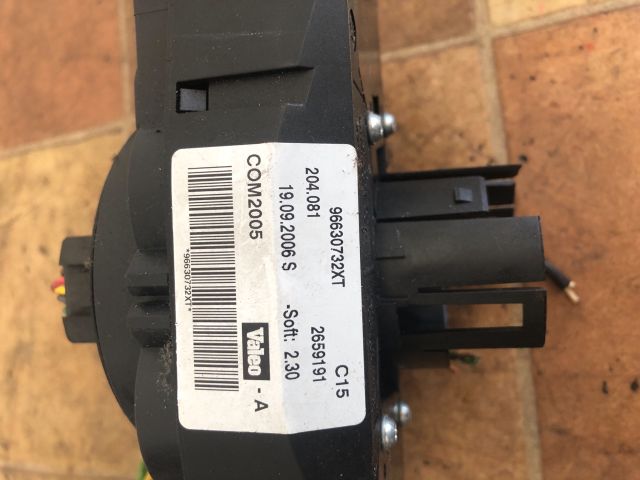 96630732XT C15
204.081 2659191
19.09.2006 S -Soft: 2.30
COM2005 Valeo - A
*96630732XT*